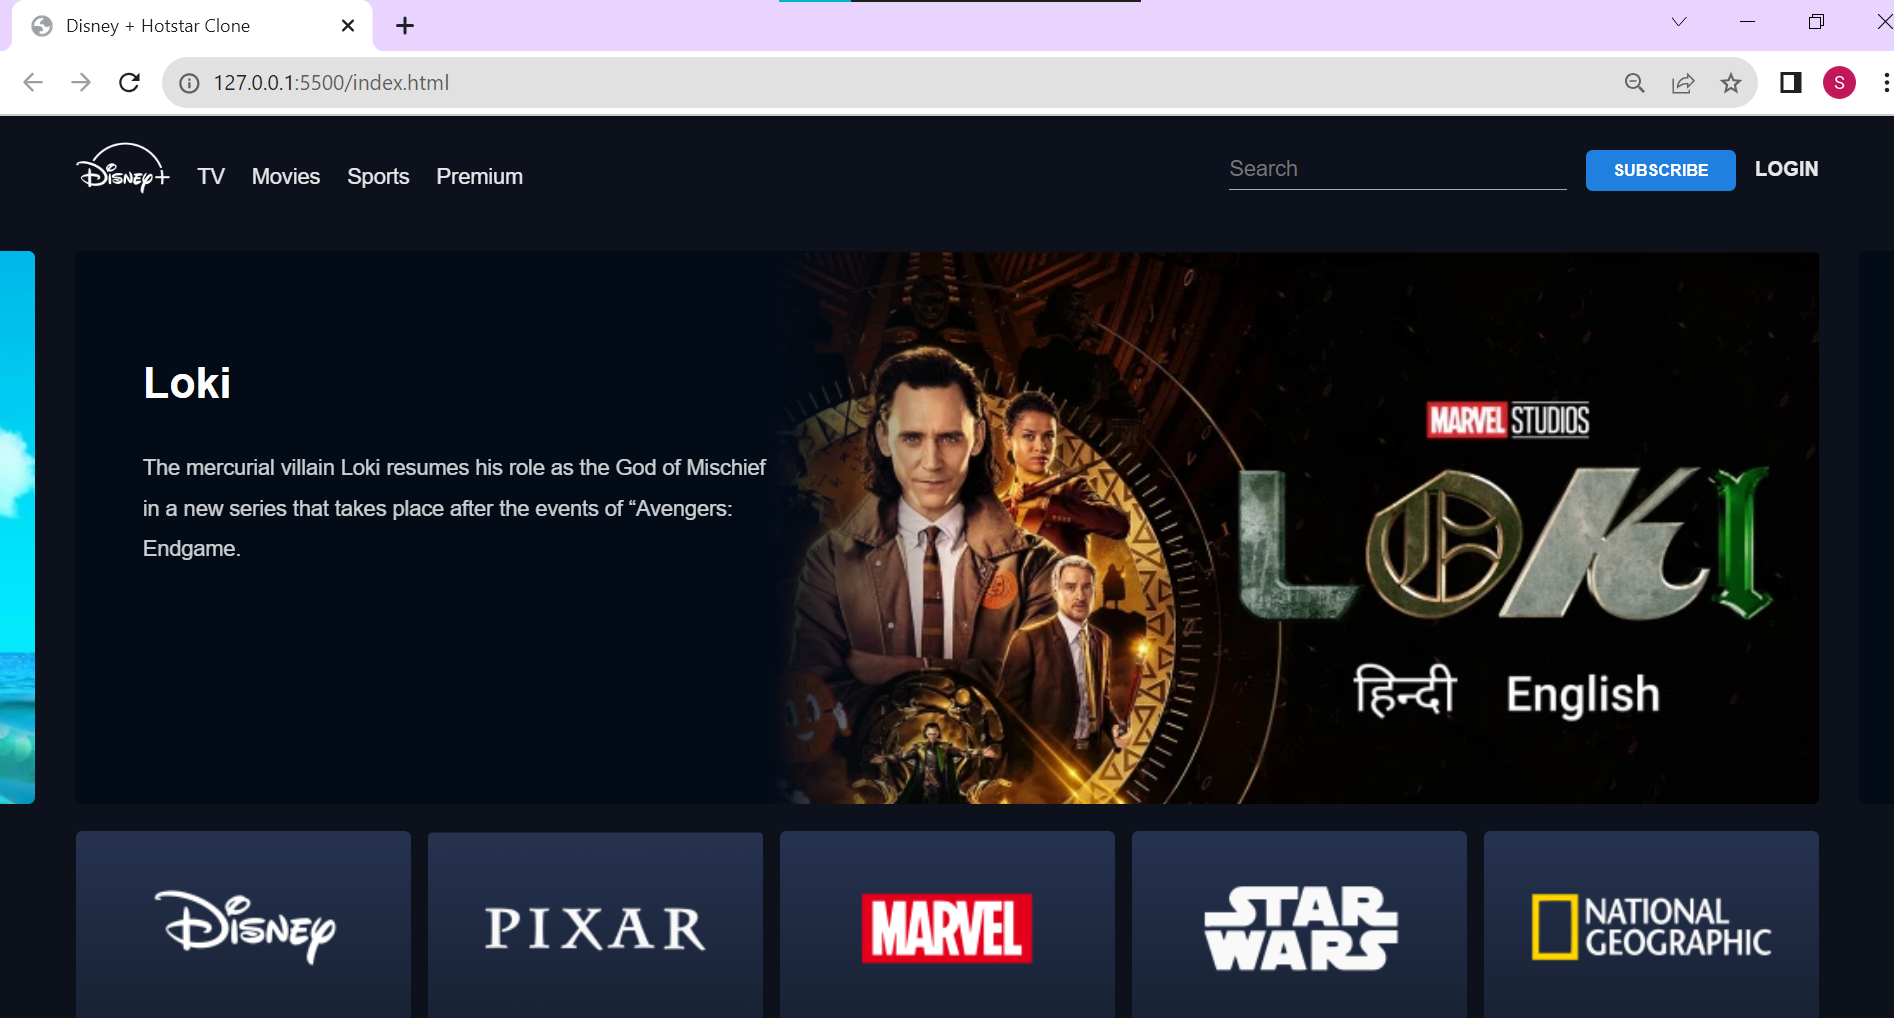 Disney + Hotstar Clone
127.0.0.1:5500/index.html
S
Disney+ TV Movies Sports Premium
Search SUBSCRIBE LOGIN
Loki
The mercurial villain Loki resumes his role as the God of Mischief
in a new series that takes place after the events of “Avengers:
Endgame.
MARVEL STUDIOS
LOKI
हिन्दी English
Disney
PIXAR
MARVEL
STAR
WARS
NATIONAL
GEOGRAPHIC